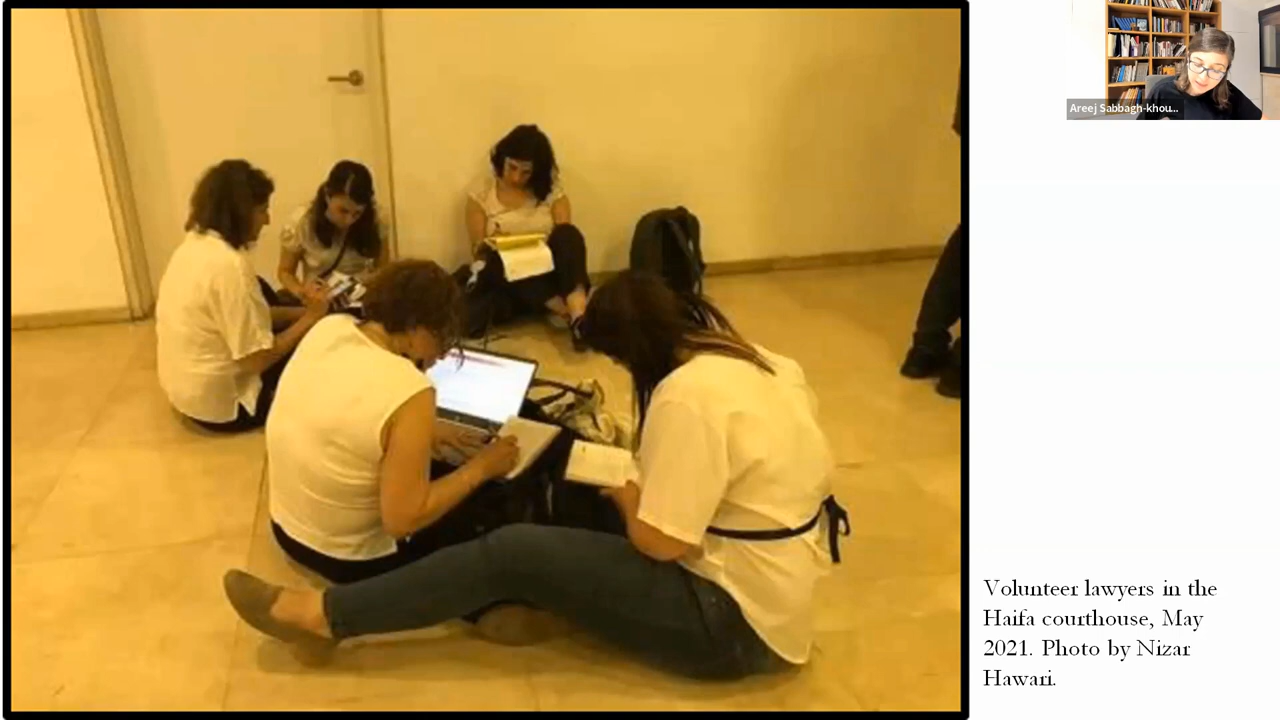 Areej Sabbagh-khou...
Volunteer lawyers in the
Haifa courthouse, May
2021. Photo by Nizar
Hawari.